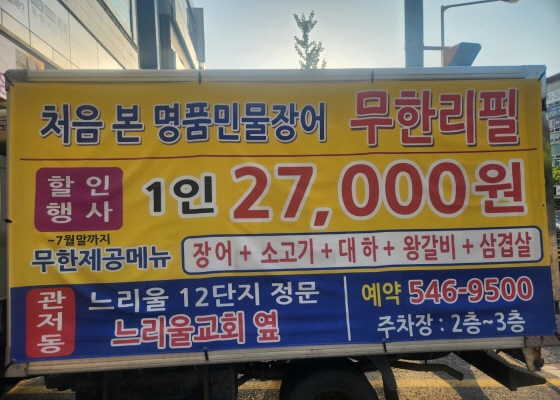 처음 본 명품민물장어 무한리필
할인
행사
1인 27,000원
-7월말까지
무한제공메뉴
장어 + 소고기 + 대하 + 왕갈비 + 삼겹살
관저동
느리울 12단지 정문
느리울교회 옆
예약 546-9500
주차장 : 2층~3층